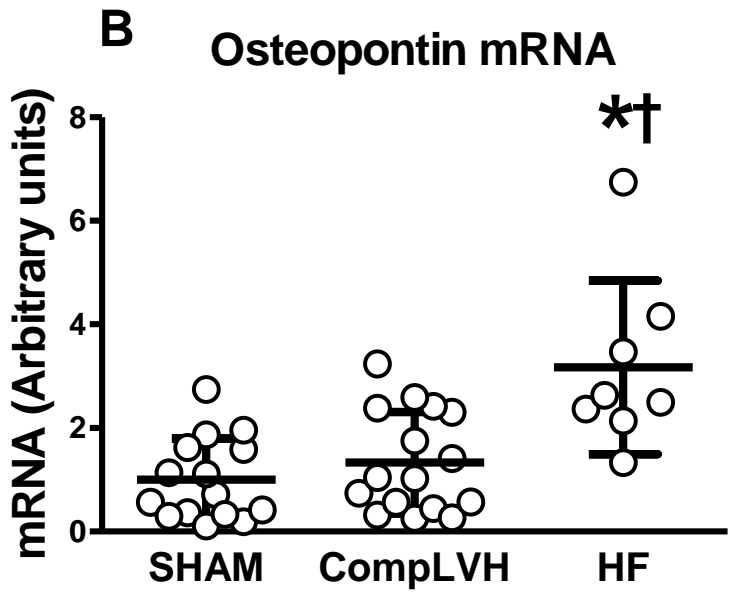 B
Osteopontin mRNA
*†
mRNA (Arbitrary units)
8
6
4
2
0
SHAM CompLVH HF